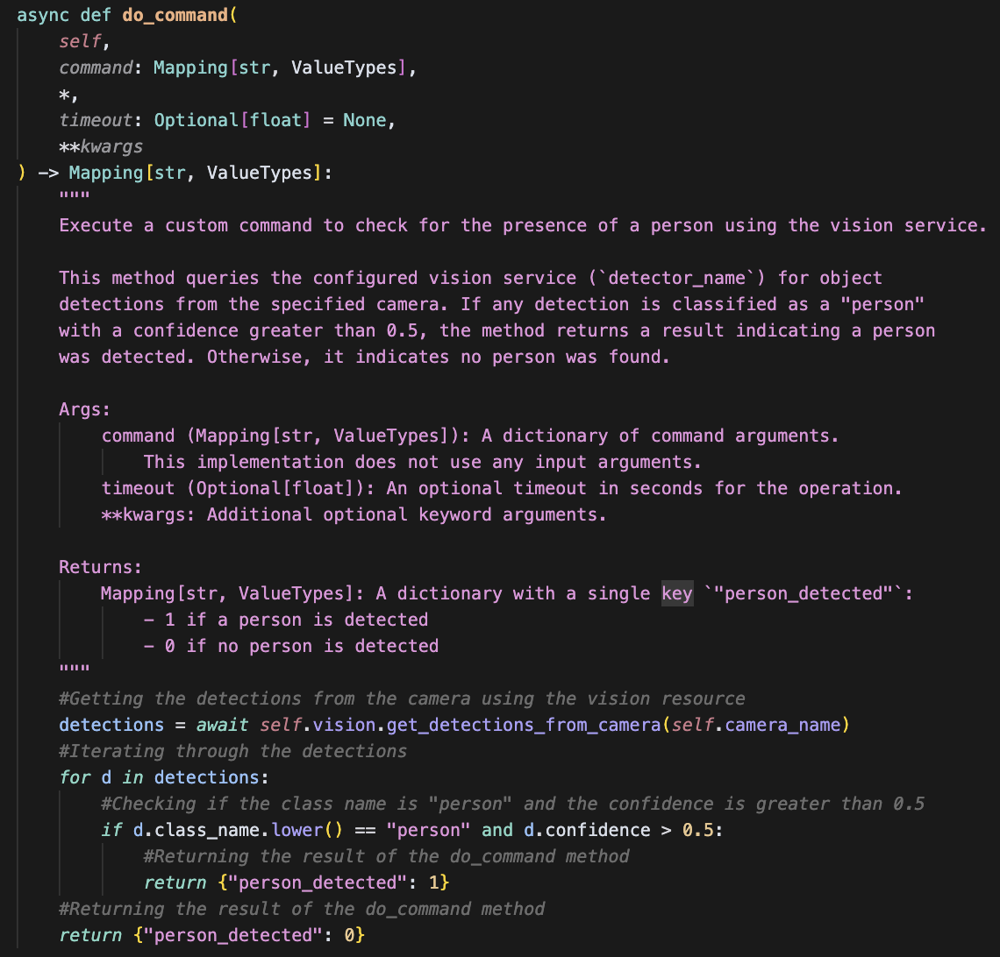 async def do_command(
    self,
    command: Mapping[str, ValueTypes],
    *,
    timeout: Optional[float] = None,
    **kwargs
) -> Mapping[str, ValueTypes]:
    """
    Execute a custom command to check for the presence of a person using the vision service.

    This method queries the configured vision service (`detector_name`) for object
    detections from the specified camera. If any detection is classified as a "person"
    with a confidence greater than 0.5, the method returns a result indicating a person
    was detected. Otherwise, it indicates no person was found.

    Args:
        command (Mapping[str, ValueTypes]): A dictionary of command arguments.
            This implementation does not use any input arguments.
        timeout (Optional[float]): An optional timeout in seconds for the operation.
        **kwargs: Additional optional keyword arguments.

    Returns:
        Mapping[str, ValueTypes]: A dictionary with a single key `"person_detected"`:
            - 1 if a person is detected
            - 0 if no person is detected
    """
    #Getting the detections from the camera using the vision resource
    detections = await self.vision.get_detections_from_camera(self.camera_name)
    #Iterating through the detections
    for d in detections:
        #Checking if the class name is "person" and the confidence is greater than 0.5
        if d.class_name.lower() == "person" and d.confidence > 0.5:
            #Returning the result of the do_command method
            return {"person_detected": 1}
    #Returning the result of the do_command method
    return {"person_detected": 0}